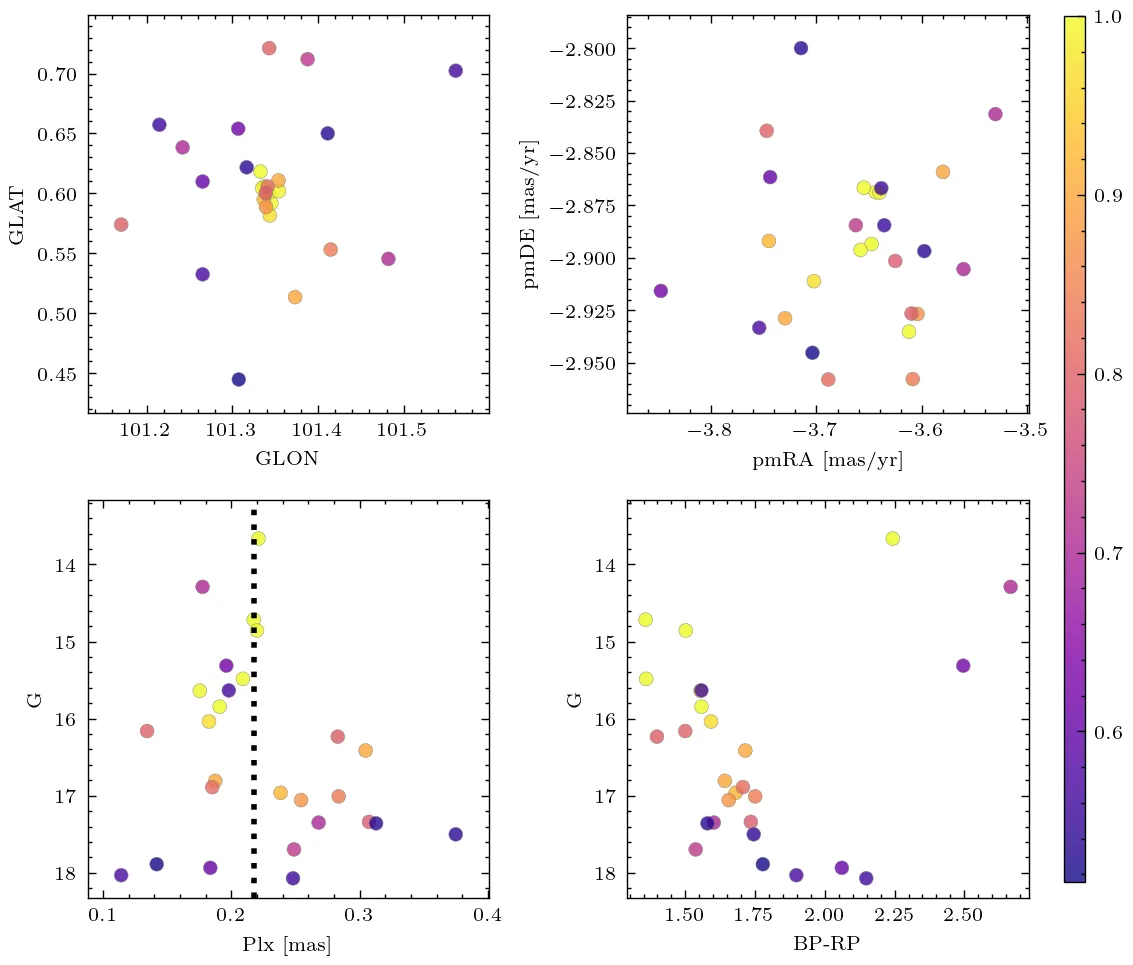 0.70
0.65
0.60
0.55
0.50
0.45
GLAT
101.2 101.3 101.4 101.5
GLON
−2.800
−2.825
−2.850
−2.875
−2.900
−2.925
−2.950
pmDE [mas/yr]
−3.8 −3.7 −3.6 −3.5
pmRA [mas/yr]
1.0
0.9
0.8
0.7
0.6
14
15
16
17
18
G
0.1 0.2 0.3 0.4
Plx [mas]
14
15
16
17
18
G
1.50 1.75 2.00 2.25 2.50
BP-RP